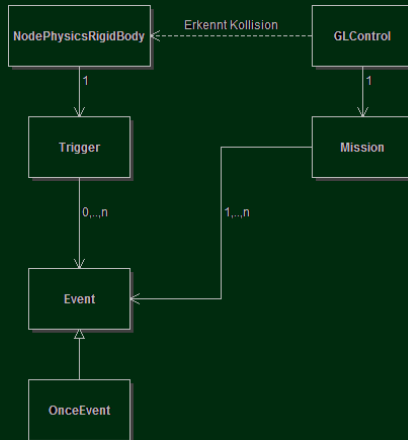 Erkennt Kollision
NodePhysicsRigidBody
GLControl
1
1
Trigger
Mission
0,..,n
1,..,n
Event
OnceEvent